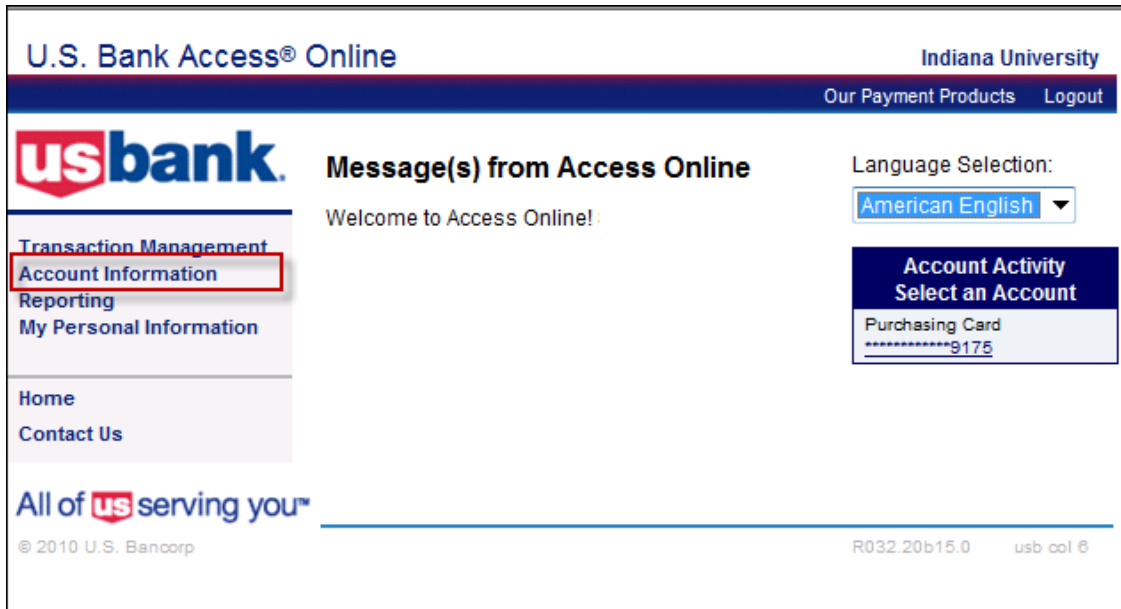 U.S. Bank Access® Online
Indiana University
Our Payment Products Logout
usbank.
Transaction Management
Account Information
Reporting
My Personal Information
Home
Contact Us
Message(s) from Access Online
Welcome to Access Online!
Language Selection:
American English
Account Activity
Select an Account
Purchasing Card
************9175
All of us serving you℠
© 2010 U.S. Bancorp
R032.20b15.0 usb col 6